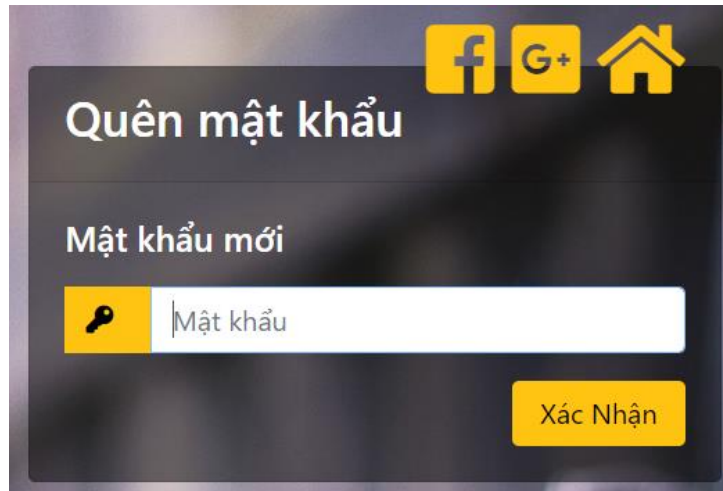 G+
Quên mật khẩu
Mật khẩu mới
Mật khẩu
Xác Nhận